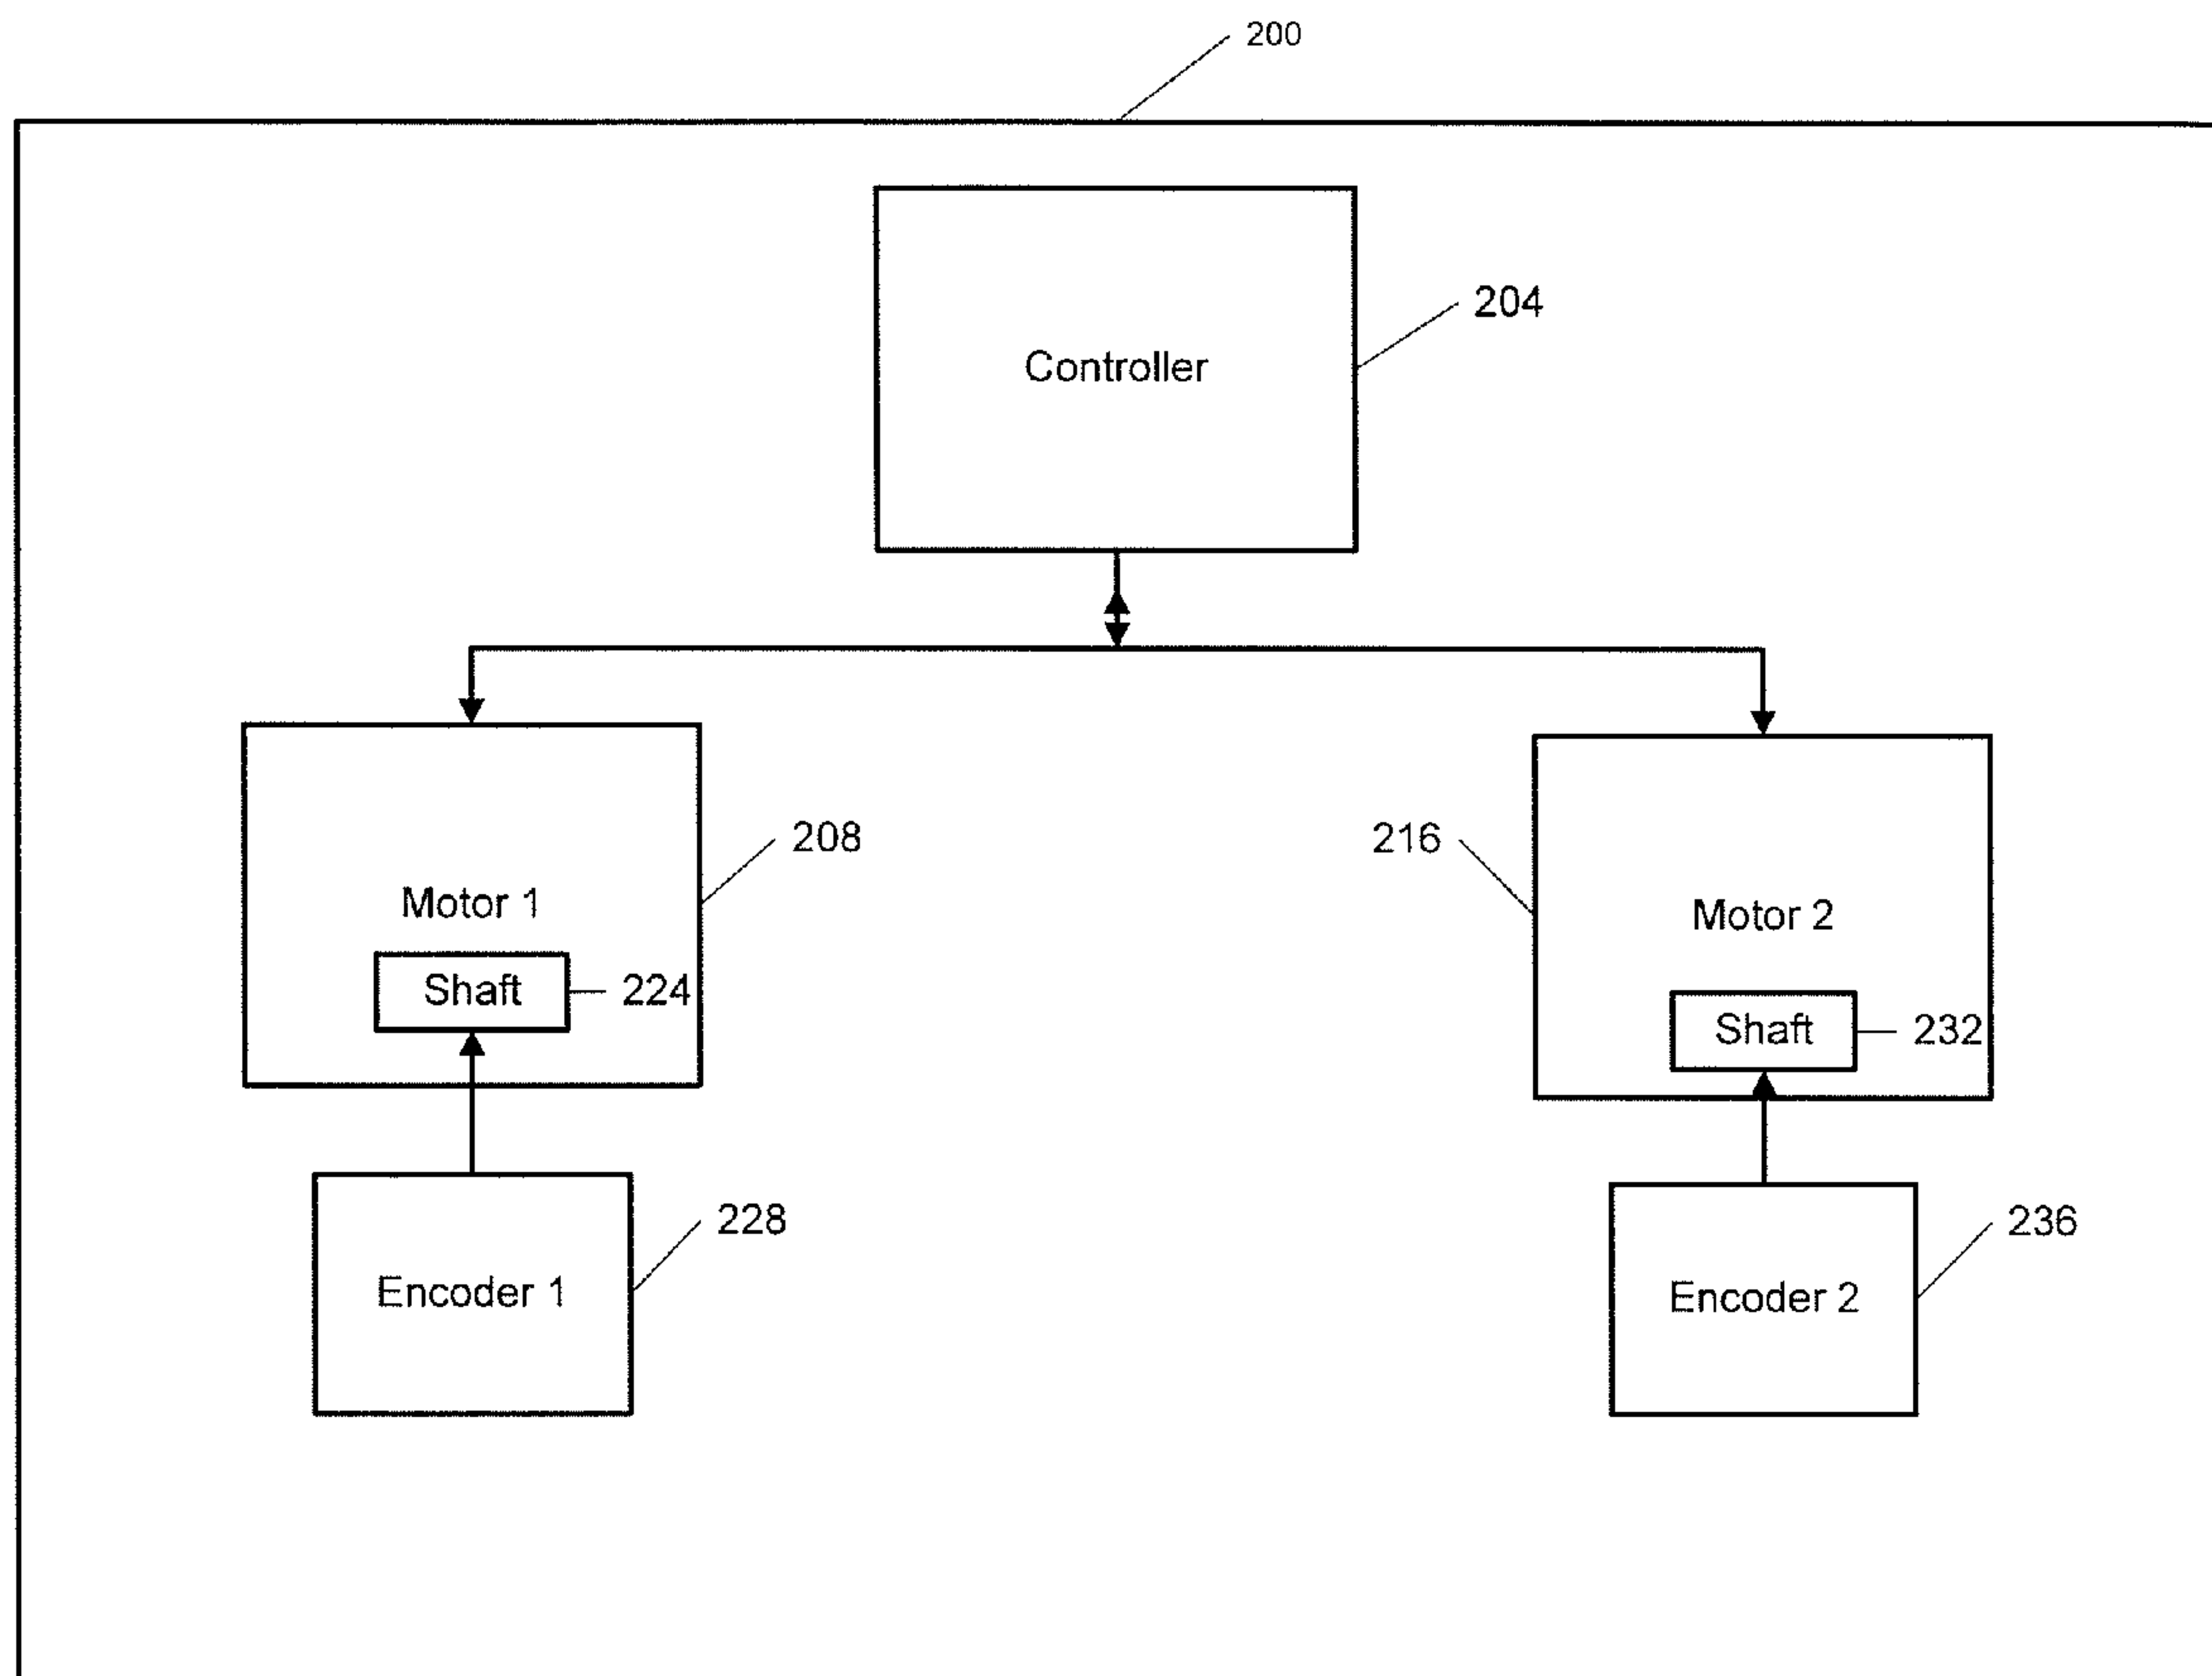 200
Controller
204
Motor 1
208
Shaft
224
216
Motor 2
Shaft
232
Encoder 1
228
Encoder 2
236